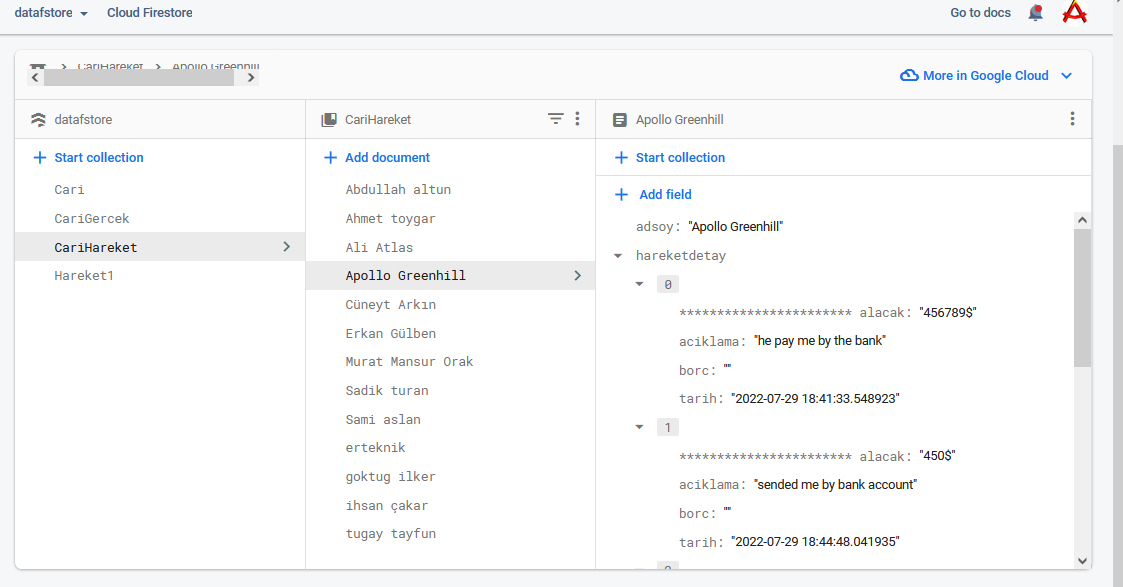 datafstore Cloud Firestore Go to docs
CariHareket Apollo Greenhill
More in Google Cloud
datafstore
Start collection
Cari
CariGercek
CariHareket
Hareket1
CariHareket
Add document
Abdullah altun
Ahmet toygar
Ali Atlas
Apollo Greenhill
Cüneyt Arkın
Erkan Gülben
Murat Mansur Orak
Sadik turan
Sami aslan
erteknik
goktug ilker
ihsan çakar
tugay tayfun
Apollo Greenhill
Start collection
Add field
adsoy: "Apollo Greenhill"
hareketdetay
0
*********************** alacak: "456789$"
aciklama: "he pay me by the bank"
borc: ""
tarih: "2022-07-29 18:41:33.548923"
1
*********************** alacak: "450$"
aciklama: "sended me by bank account"
borc: ""
tarih: "2022-07-29 18:44:48.041935"